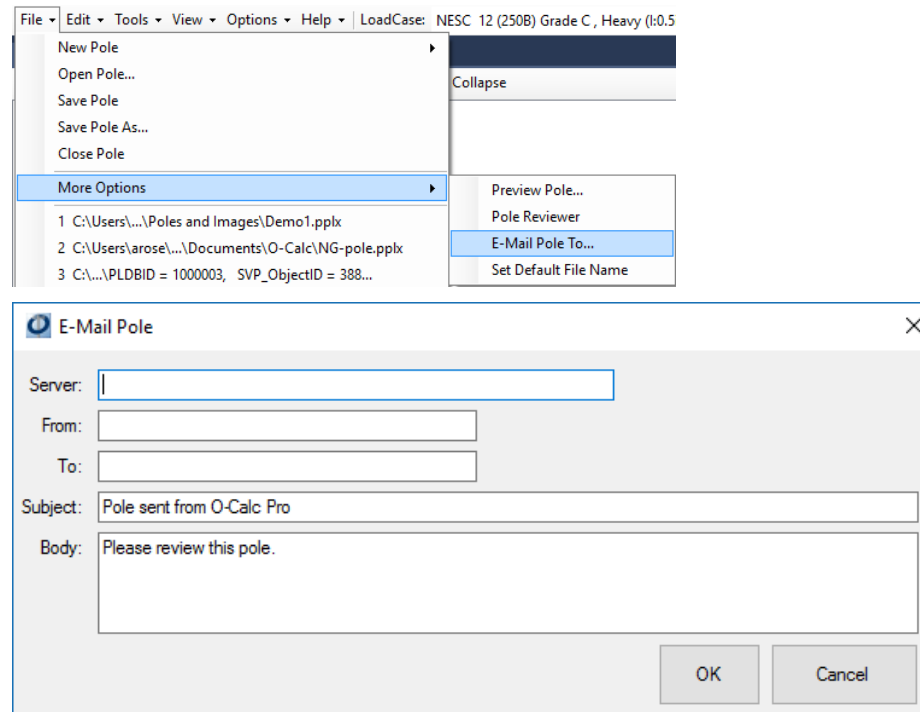 File Edit Tools View Options Help LoadCase: NESC 12 (250B) Grade C , Heavy (I:0.5
New Pole
Open Pole...
Collapse
Save Pole
Save Pole As...
Close Pole
More Options
Preview Pole...
1 C:\Users\...\Poles and Images\Demo1.pplx
Pole Reviewer
2 C:\Users\arose\...\Documents\O-Calc\NG-pole.pplx
E-Mail Pole To...
3 C:\...\PLDBID = 1000003, SVP_ObjectID = 388...
Set Default File Name
E-Mail Pole
Server:
From:
To:
Subject: Pole sent from O-Calc Pro
Body: Please review this pole.
OK Cancel